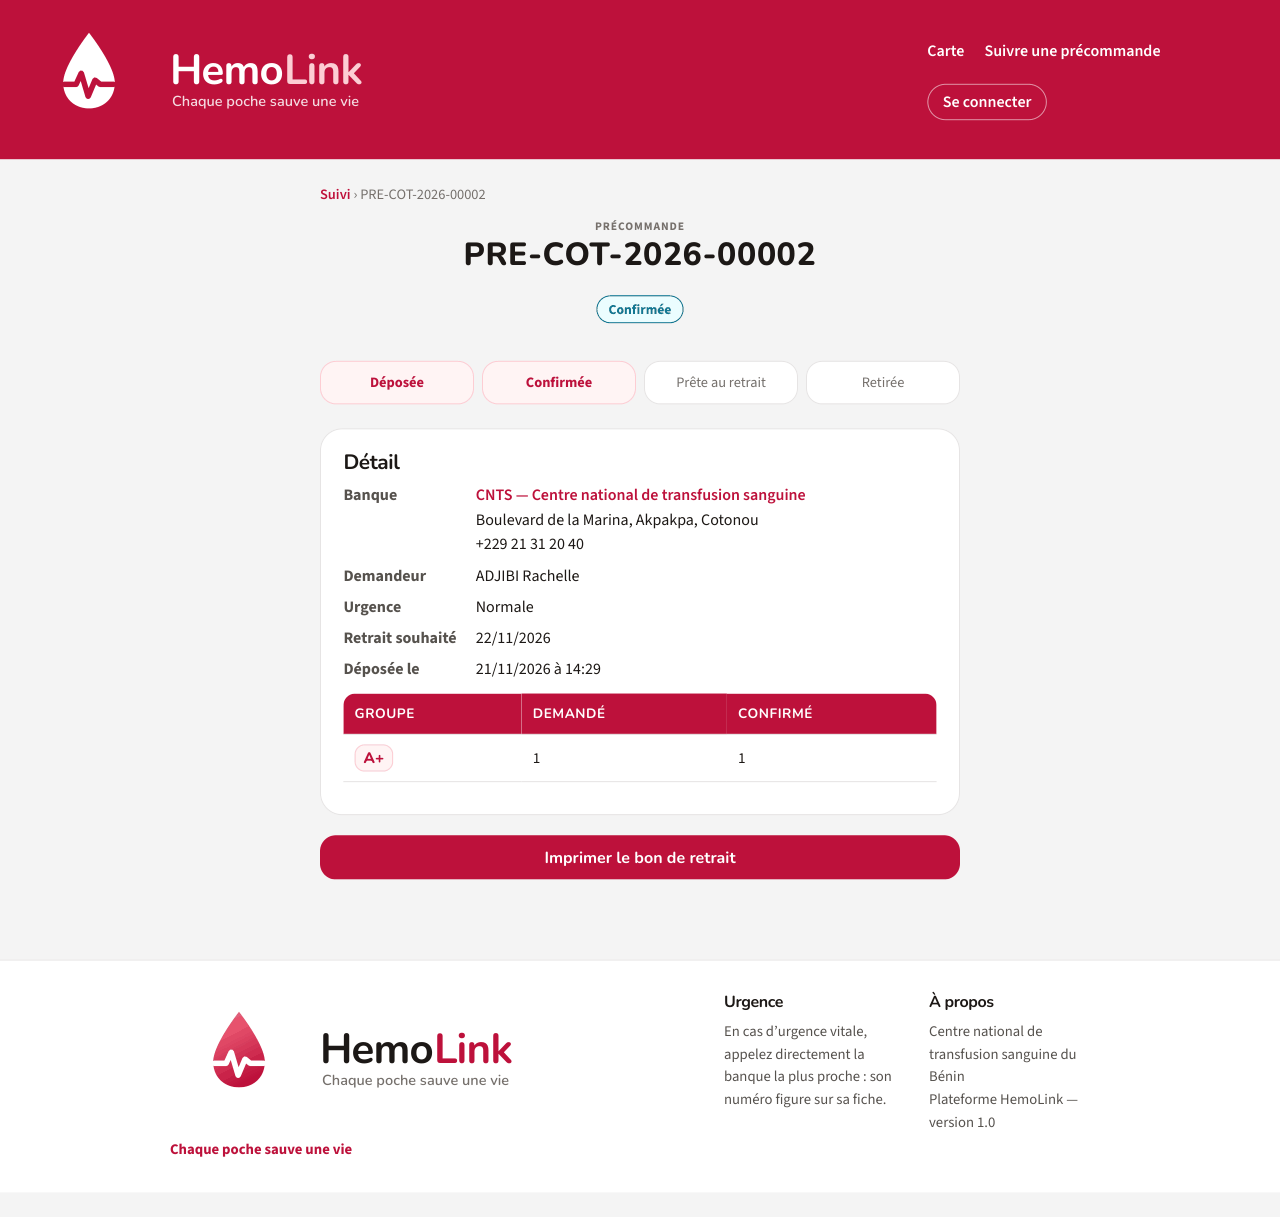 HemoLink
Chaque poche sauve une vie
Carte
Suivre une précommande
Se connecter
Suivi › PRE-COT-2026-00002
PRÉCOMMANDE
PRE-COT-2026-00002
Confirmée
Déposée
Confirmée
Prête au retrait
Retirée
Détail
Banque
CNTS — Centre national de transfusion sanguine
Boulevard de la Marina, Akpakpa, Cotonou
+229 21 31 20 40
Demandeur
ADJIBI Rachelle
Urgence
Normale
Retrait souhaité
22/11/2026
Déposée le
21/11/2026 à 14:29
GROUPE
DEMANDÉ
CONFIRMÉ
A+
1
1
Imprimer le bon de retrait
HemoLink
Chaque poche sauve une vie
Chaque poche sauve une vie
Urgence
En cas d’urgence vitale,
appelez directement la
banque la plus proche : son
numéro figure sur sa fiche.
À propos
Centre national de
transfusion sanguine du
Bénin
Plateforme HemoLink —
version 1.0